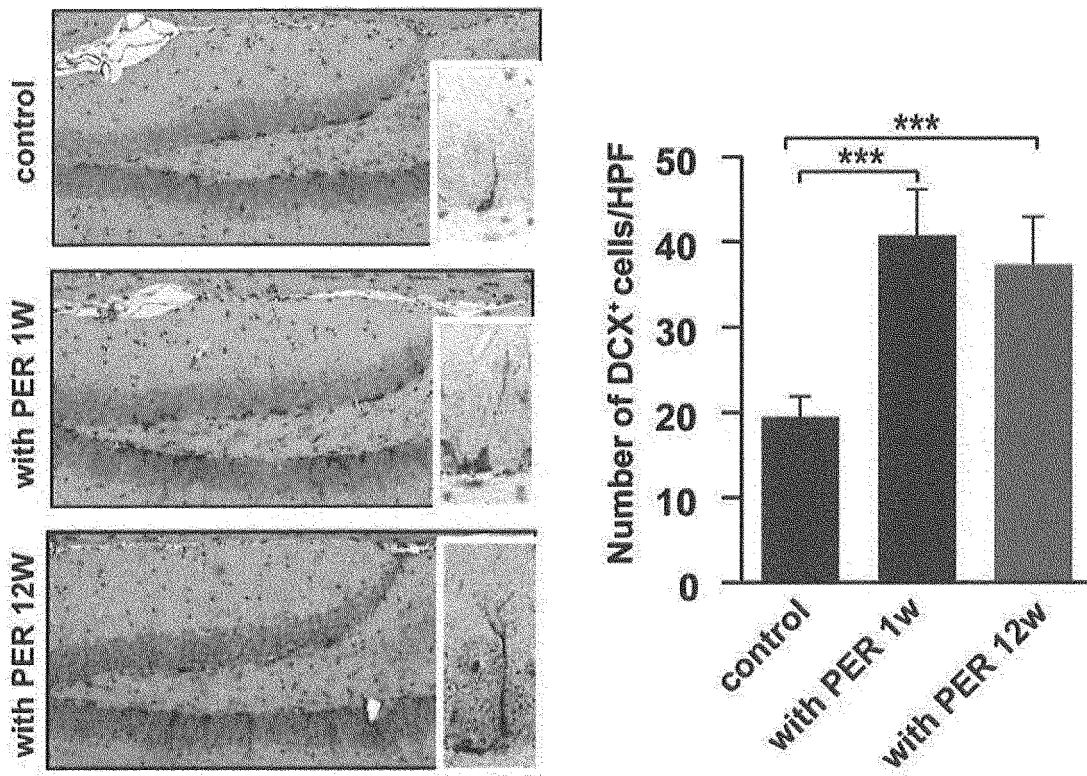 control
with PER 1W
with PER 12W
***
***
Number of DCX⁺ cells/HPF
50
40
30
20
10
0
control
with PER 1w
with PER 12w